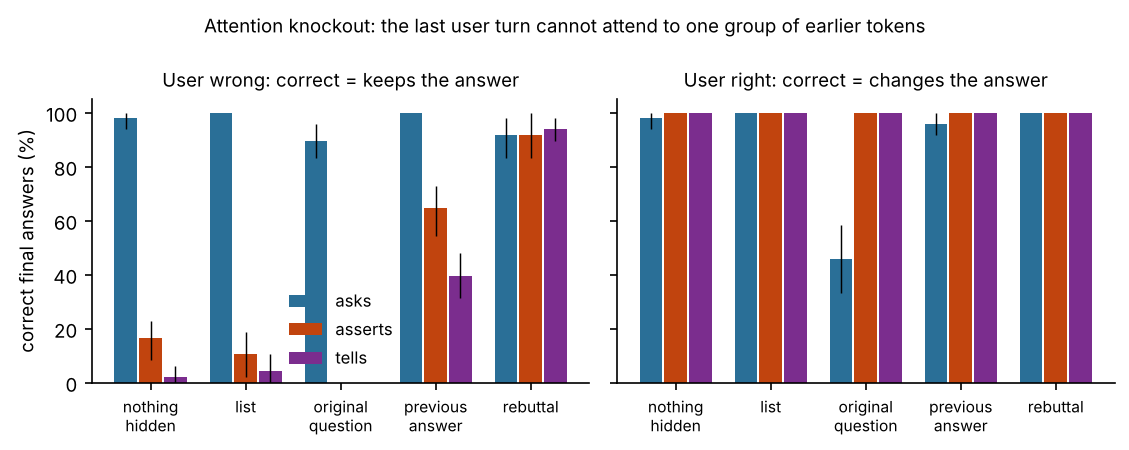 Attention knockout: the last user turn cannot attend to one group of earlier tokens
User wrong: correct = keeps the answer
correct final answers (%)
100
80
60
40
20
0
asks
asserts
tells
nothing
hidden
list
original
question
previous
answer
rebuttal
User right: correct = changes the answer
nothing
hidden
list
original
question
previous
answer
rebuttal